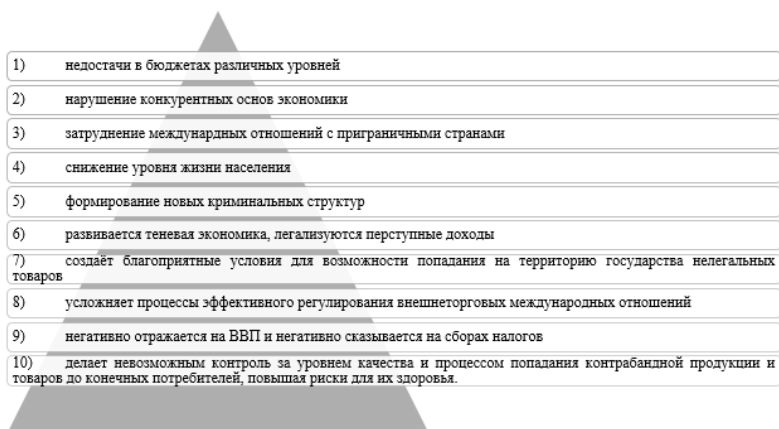 1) недостачи в бюджетах различных уровней
2) нарушение конкурентных основ экономики
3) затруднение междунардных отношений с приграничными странами
4) снижение уровня жизни населения
5) формирование новых криминальных структур
6) развивается теневая экономика, легализуются перступные доходы
7) создаёт благоприятные условия для возможности попадания на территорию государства нелегальных
товаров
8) усложняет процессы эффективного регулирования внешнеторговых международных отношений
9) негативно отражается на ВВП и негативно сказывается на сборах налогов
10) делает невозможным контроль за уровнем качества и процессом попадания контрабандной продукции и
товаров до конечных потребителей, повышая риски для их здоровья.